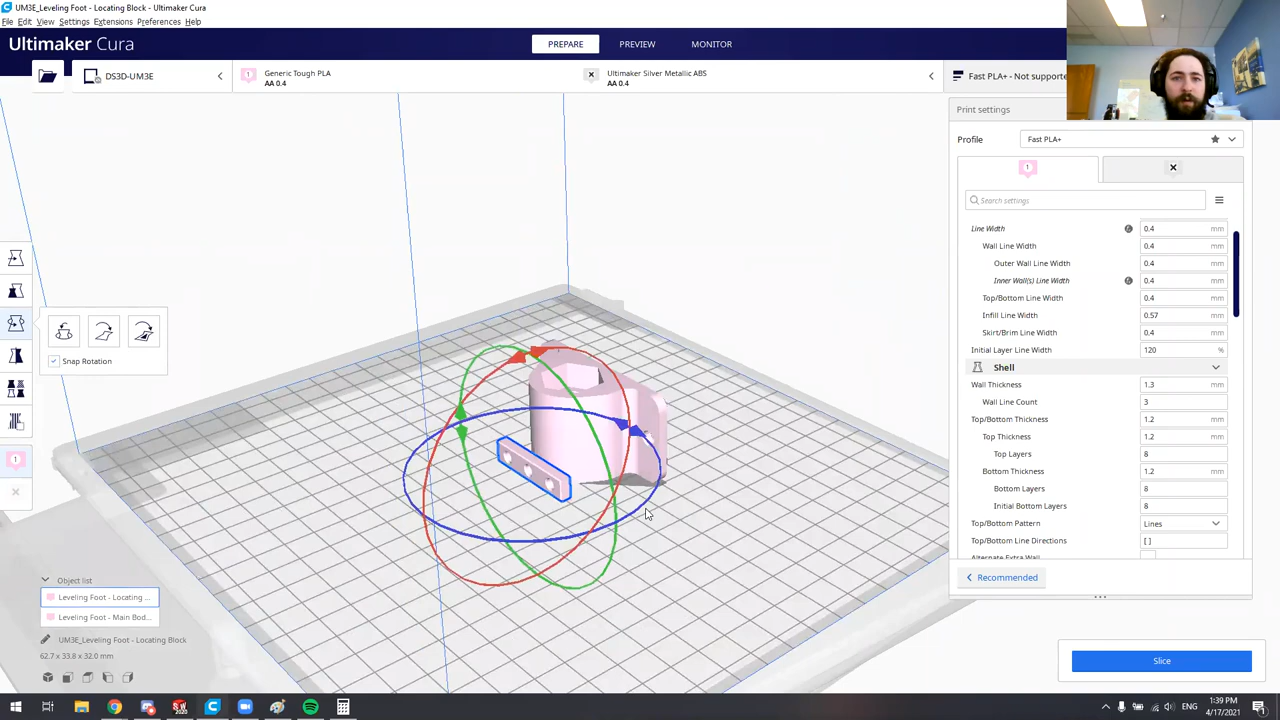 UM3E_Leveling Foot - Locating Block - Ultimaker Cura
File Edit View Settings Extensions Preferences Help
Ultimaker Cura
PREPARE
PREVIEW
MONITOR
DS3D-UM3E
1
Generic Tough PLA
AA 0.4
Ultimaker Silver Metallic ABS
AA 0.4
Fast PLA+ - Not supporte
Print settings
Profile
Fast PLA+
1
Search settings
Line Width 0.4 mm
Wall Line Width 0.4 mm
Outer Wall Line Width 0.4 mm
Inner Wall(s) Line Width 0.4 mm
Top/Bottom Line Width 0.4 mm
Infill Line Width 0.57 mm
Skirt/Brim Line Width 0.4 mm
Initial Layer Line Width 120 %
Shell
Wall Thickness 1.3 mm
Wall Line Count 3
Top/Bottom Thickness 1.2 mm
Top Thickness 1.2 mm
Top Layers 8
Bottom Thickness 1.2 mm
Bottom Layers 8
Initial Bottom Layers 8
Top/Bottom Pattern Lines
Top/Bottom Line Directions [ ]
Alternate Extra Wall
Recommended
Snap Rotation
1
Object list
Leveling Foot - Locating ...
Leveling Foot - Main Bod...
UM3E_Leveling Foot - Locating Block
62.7 x 33.8 x 32.0 mm
Slice
ENG
1:39 PM
4/17/2021